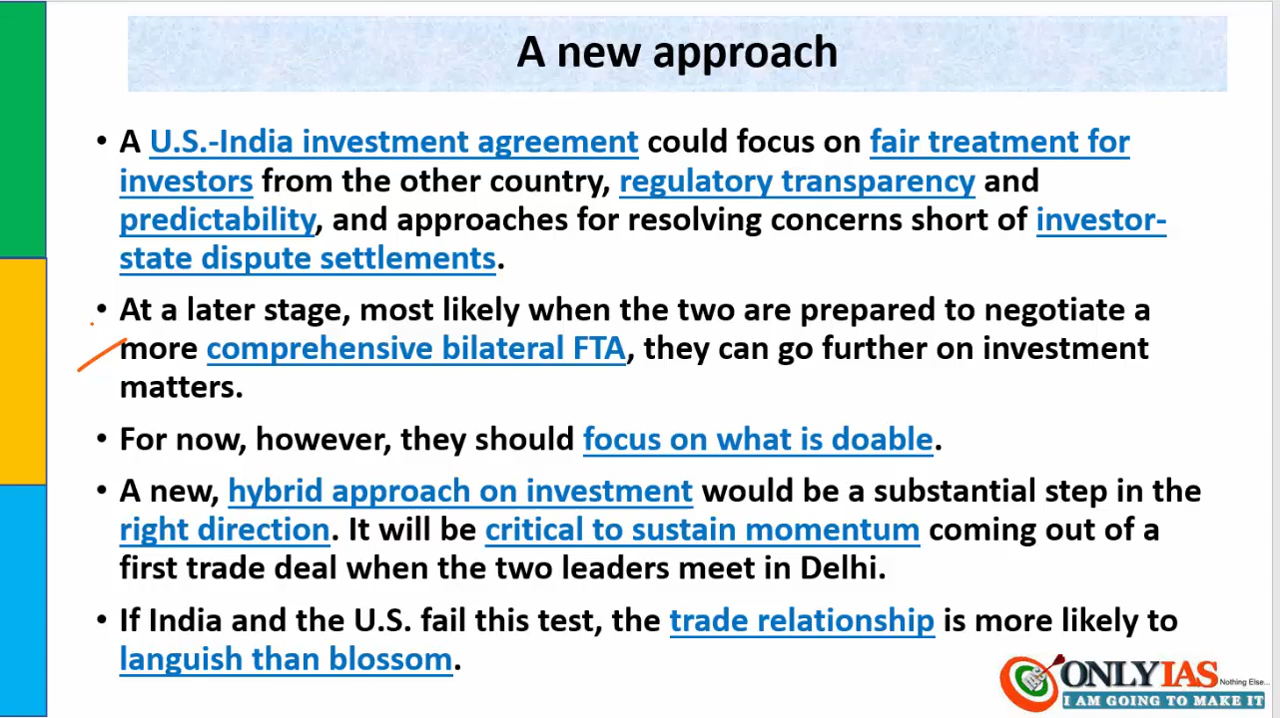 A new approach
• A U.S.-India investment agreement could focus on fair treatment for
investors from the other country, regulatory transparency and
predictability, and approaches for resolving concerns short of investor-
state dispute settlements.
• At a later stage, most likely when the two are prepared to negotiate a
more comprehensive bilateral FTA, they can go further on investment
matters.
• For now, however, they should focus on what is doable.
• A new, hybrid approach on investment would be a substantial step in the
right direction. It will be critical to sustain momentum coming out of a
first trade deal when the two leaders meet in Delhi.
• If India and the U.S. fail this test, the trade relationship is more likely to
languish than blossom.
ONLYIAS Nothing Else...
I AM GOING TO MAKE IT